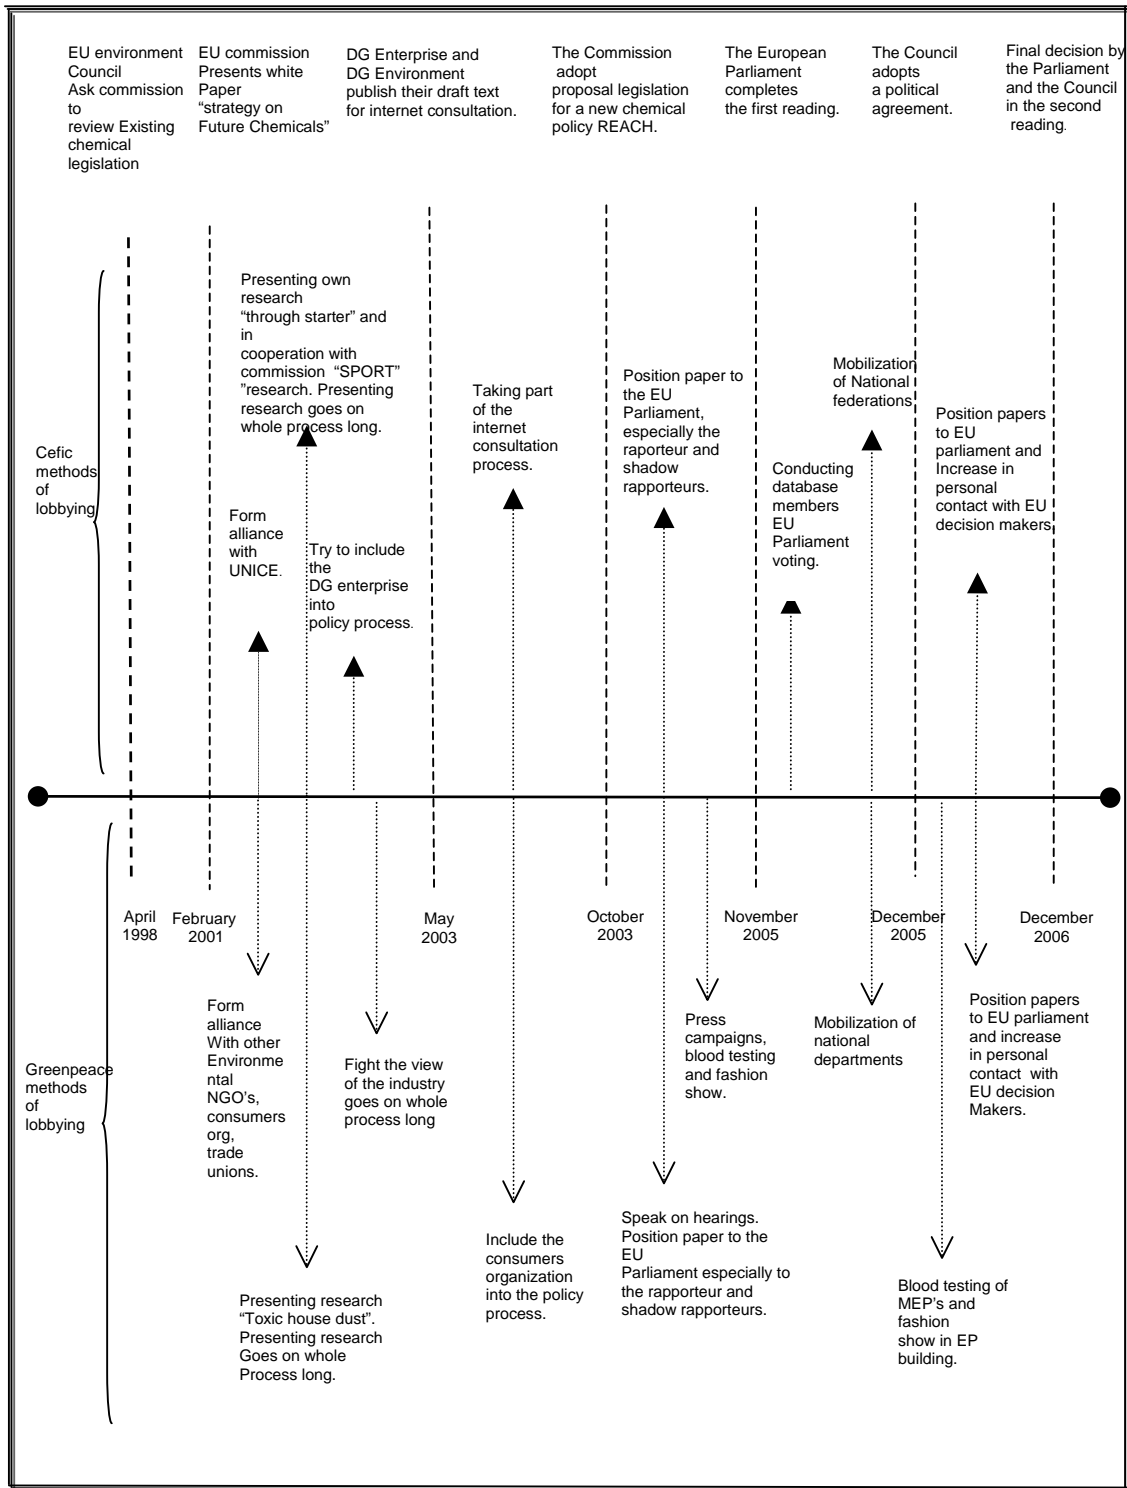 EU environment
Council
Ask commission
to
review Existing
chemical
legislation
EU commission
Presents white
Paper
“strategy on
Future Chemicals”
DG Enterprise and
DG Environment
publish their draft text
for internet consultation.
The Commission
adopt
proposal legislation
for a new chemical
policy REACH.
The European
Parliament
completes
the first reading.
The Council
adopts
a political
agreement.
Final decision by
the Parliament
and the Council
in the second
reading.
Cefic
methods
of
lobbying
Presenting own
research
“through starter” and
in
cooperation with
commission “SPORT”
”research. Presenting
research goes on
whole process long.
Form
alliance
with
UNICE.
Try to include
the
DG enterprise
into
policy process.
Taking part
of the
internet
consultation
process.
Position paper to
the EU
Parliament,
especially the
raporteur and
shadow
rapporteurs.
Conducting
database
members
EU
Parliament
voting.
Mobilization
of National
federations
Position papers
to EU
parliament and
Increase in
personal
contact with EU
decision makers
April
1998
February
2001
May
2003
October
2003
November
2005
December
2005
December
2006
Greenpeace
methods
of
lobbying
Form
alliance
With other
Environme
ntal
NGO’s,
consumers
org,
trade
unions.
Presenting research
“Toxic house dust”.
Presenting research
Goes on whole
Process long.
Fight the view
of the industry
goes on whole
process long
Include the
consumers
organization
into the policy
process.
Speak on hearings.
Position paper to the
EU
Parliament especially to
the rapporteur and
shadow rapporteurs.
Press
campaigns,
blood testing
and fashion
show.
Mobilization of
national
departments
Blood testing of
MEP’s and
fashion
show in EP
building.
Position papers
to EU parliament
and increase
in personal
contact with
EU decision
Makers.